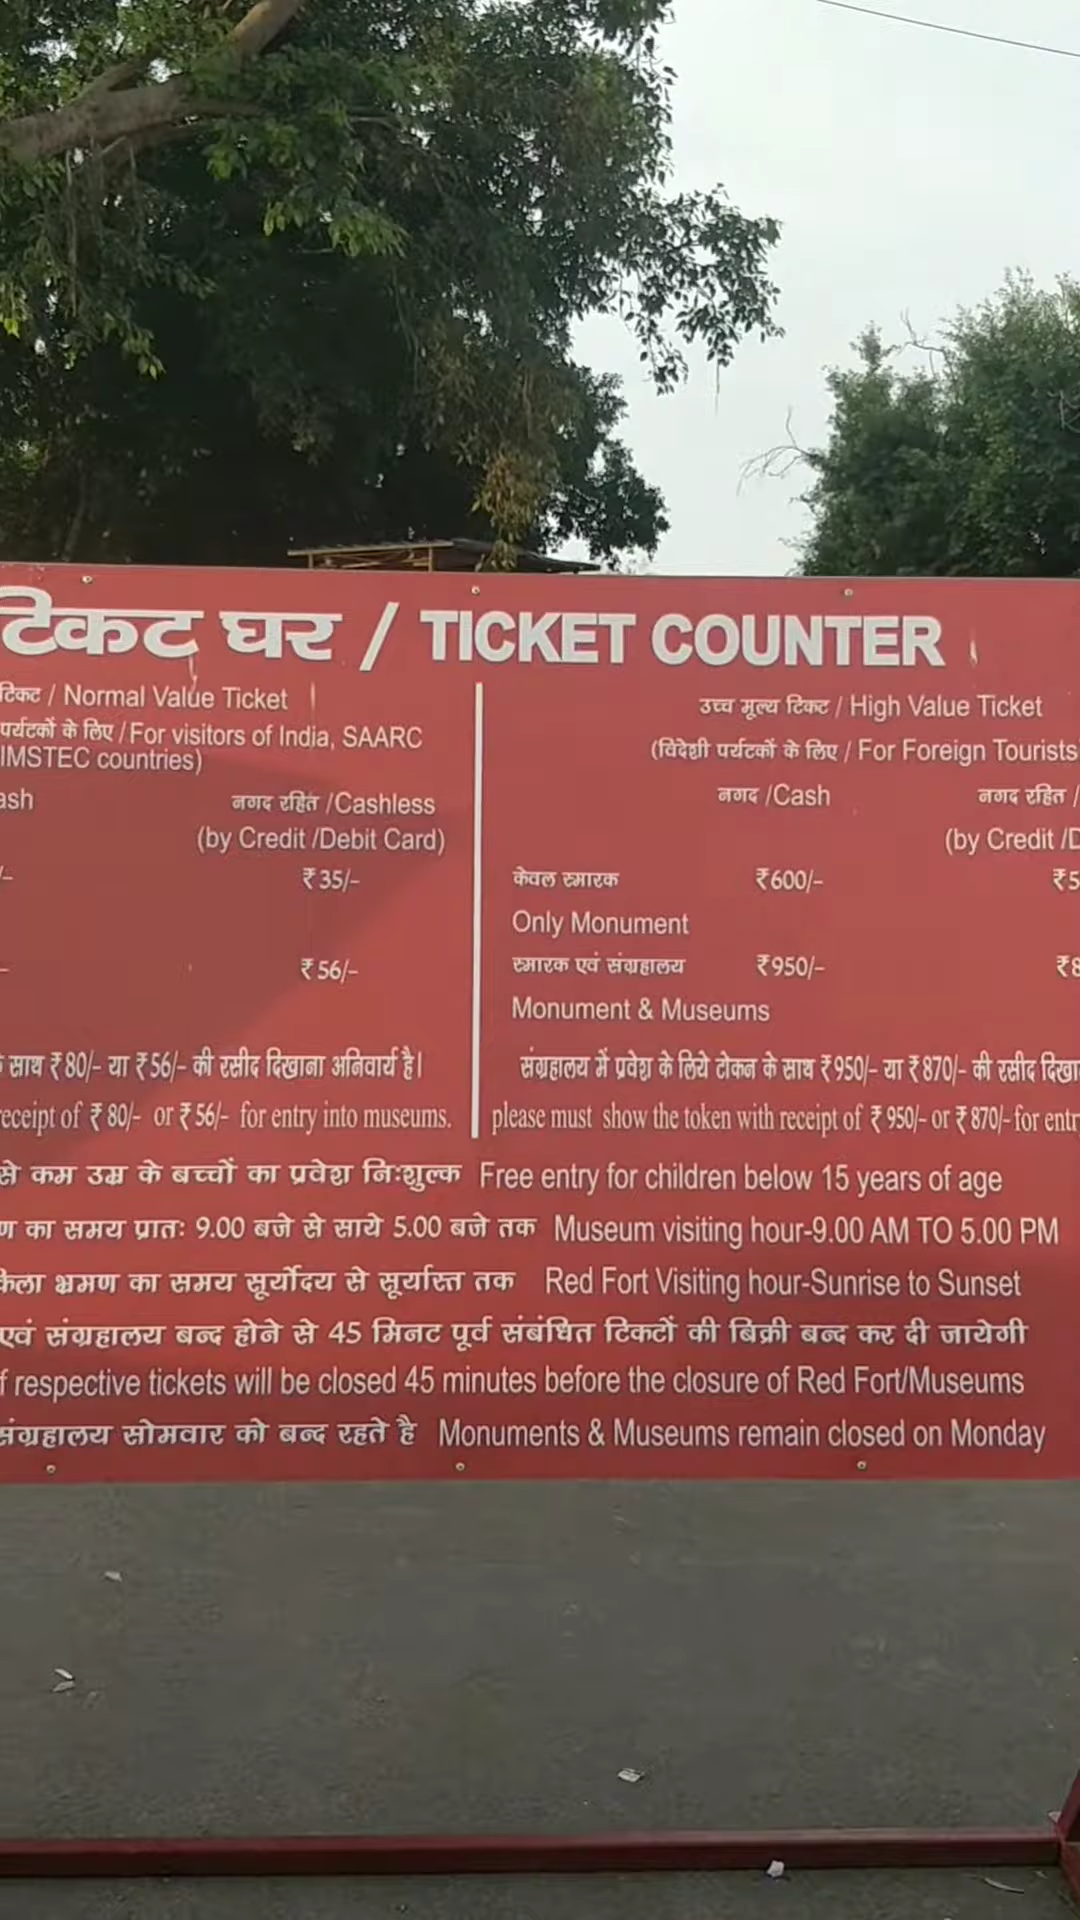 टिकट घर / TICKET COUNTER
टिकट / Normal Value Ticket
पर्यटकों के लिए / For visitors of India, SAARC
IMSTEC countries)
ash नगद रहित /Cashless
(by Credit /Debit Card)
/- ₹35/-
- ₹56/-
साथ ₹80/- या ₹56/- की रसीद दिखाना अनिवार्य है।
receipt of ₹80/- or ₹56/- for entry into museums.
उच्च मूल्य टिकट / High Value Ticket
(विदेशी पर्यटकों के लिए / For Foreign Tourists
नगद /Cash नगद रहित /
(by Credit /D
केवल स्मारक ₹600/- ₹5
Only Monument
स्मारक एवं संग्रहालय ₹950/- ₹8
Monument & Museums
संग्रहालय में प्रवेश के लिये टोकन के साथ ₹950/- या ₹870/- की रसीद दिखा
please must show the token with receipt of ₹950/- or ₹870/- for entr
से कम उम्र के बच्चों का प्रवेश निःशुल्क Free entry for children below 15 years of age
ण का समय प्रातः 9.00 बजे से साये 5.00 बजे तक Museum visiting hour-9.00 AM TO 5.00 PM
किला भ्रमण का समय सूर्योदय से सूर्यास्त तक Red Fort Visiting hour-Sunrise to Sunset
एवं संग्रहालय बन्द होने से 45 मिनट पूर्व संबंधित टिकटों की बिक्री बन्द कर दी जायेगी
f respective tickets will be closed 45 minutes before the closure of Red Fort/Museums
संग्रहालय सोमवार को बन्द रहते है Monuments & Museums remain closed on Monday